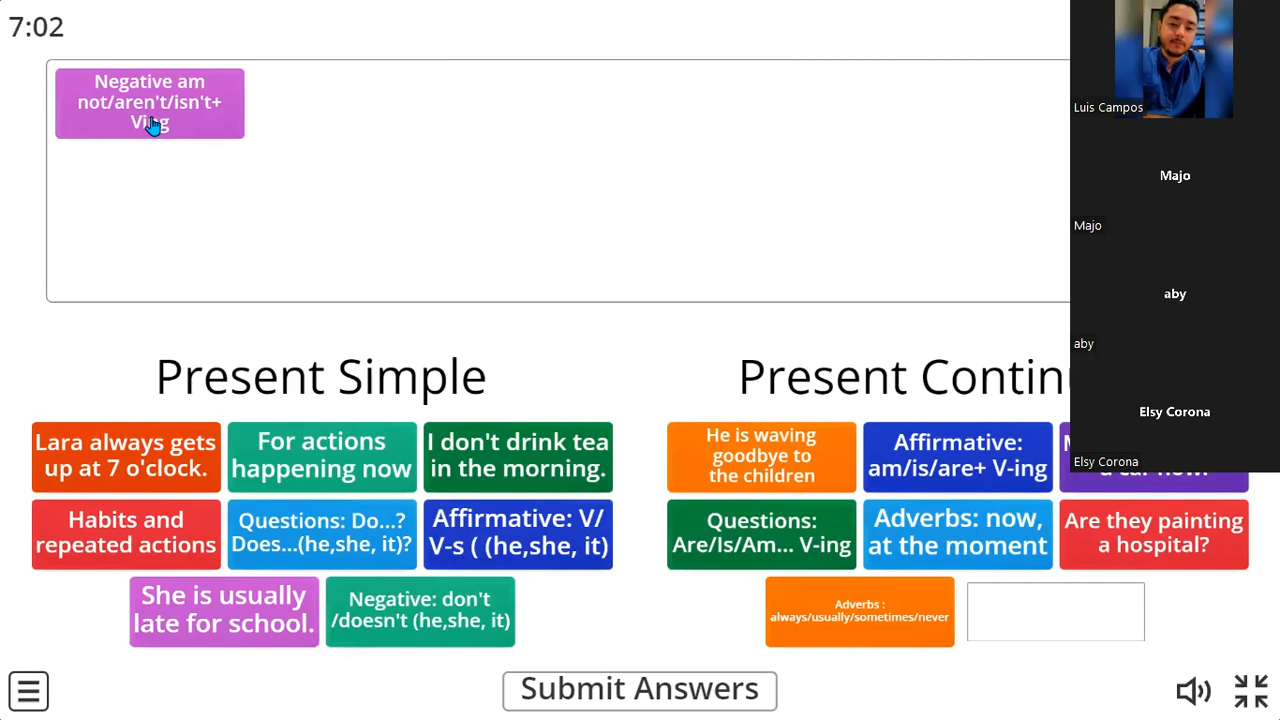 7:02
Negative am
not/aren't/isn't+
Ving
Luis Campos
Majo
Majo
aby
aby
Elsy Corona
Elsy Corona
Present Simple
Lara always gets
up at 7 o'clock.
For actions
happening now
I don't drink tea
in the morning.
Habits and
repeated actions
Questions: Do...?
Does...(he,she, it)?
Affirmative: V/
V-s ( (he,she, it)
She is usually
late for school.
Negative: don't
/doesn't (he,she, it)
Present Contin
He is waving
goodbye to
the children
Affirmative:
am/is/are+ V-ing
a car now.
Questions:
Are/Is/Am... V-ing
Adverbs: now,
at the moment
Are they painting
a hospital?
Adverbs :
always/usually/sometimes/never
Submit Answers